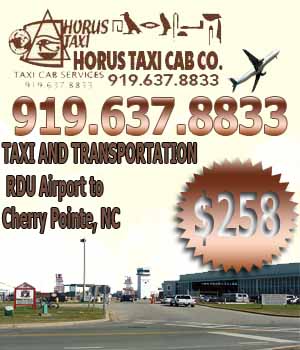 HORUS
TAXI
TAXI CAB SERVICES
919.637.8833
HORUS TAXI CAB CO.
919.637.8833
919.637.8833
TAXI AND TRANSPORTATION
RDU Airport to
Cherry Pointe, NC
$258